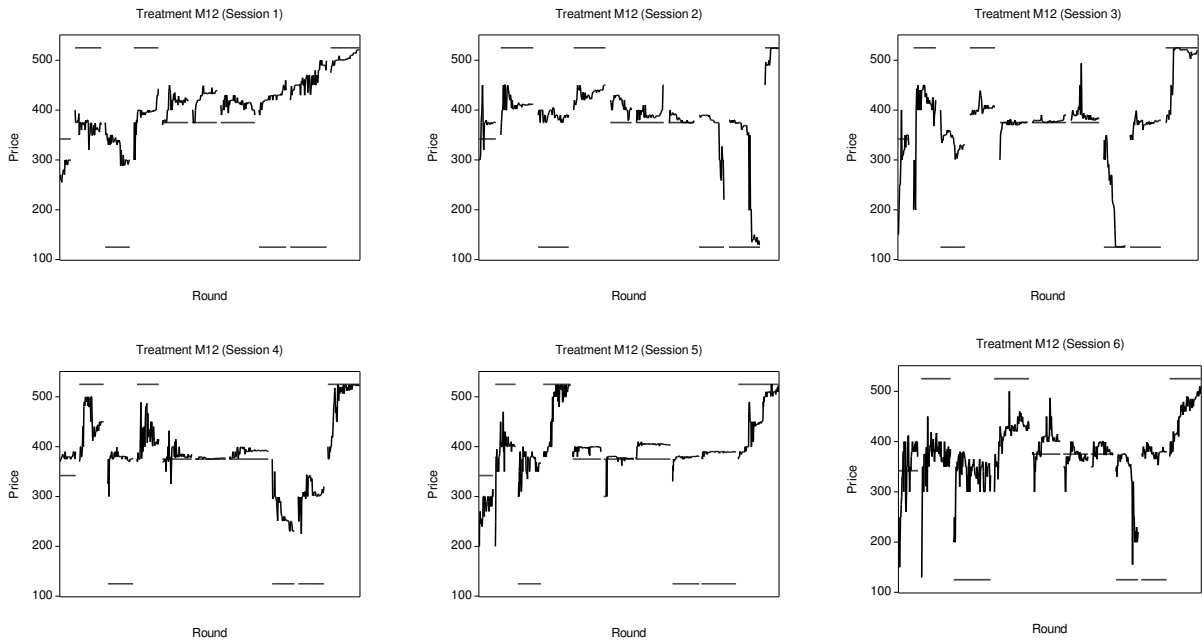 Treatment M12 (Session 1)
500
400
300
200
100
Price
Round
Treatment M12 (Session 2)
500
400
300
200
100
Price
Round
Treatment M12 (Session 3)
500
400
300
200
100
Price
Round
Treatment M12 (Session 4)
500
400
300
200
100
Price
Round
Treatment M12 (Session 5)
500
400
300
200
100
Price
Round
Treatment M12 (Session 6)
500
400
300
200
100
Price
Round